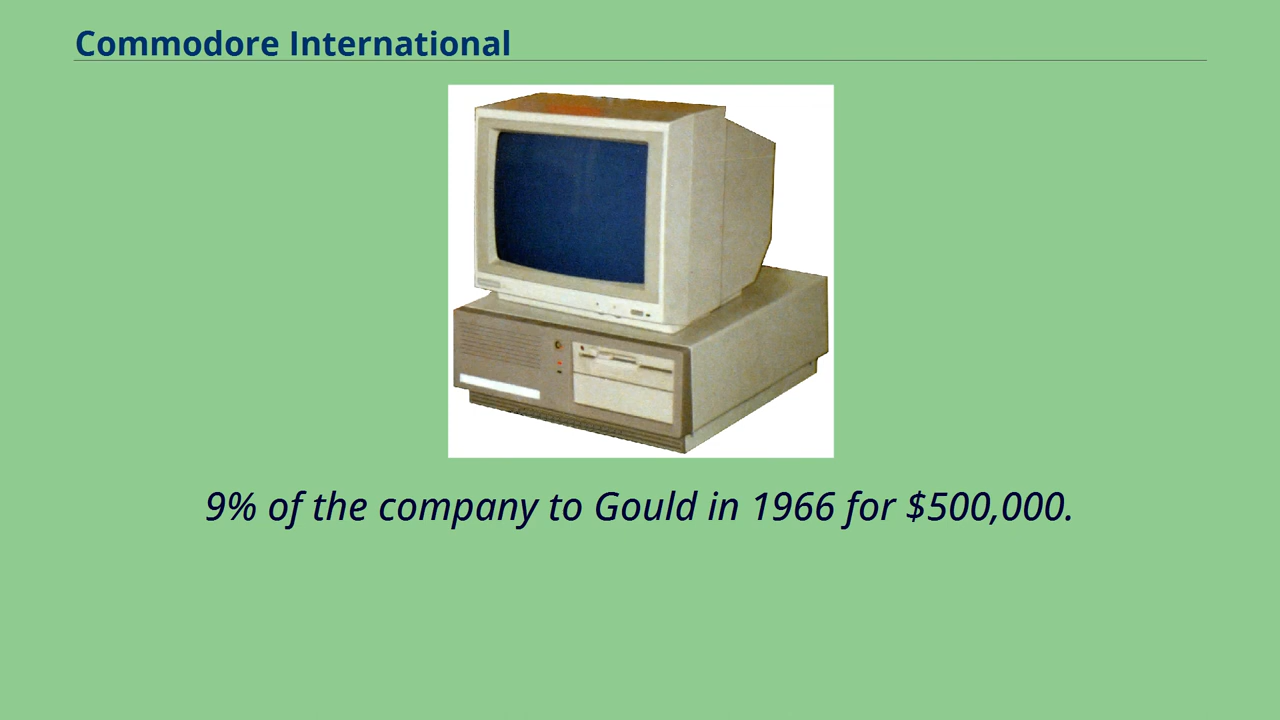 Commodore International
9% of the company to Gould in 1966 for $500,000.